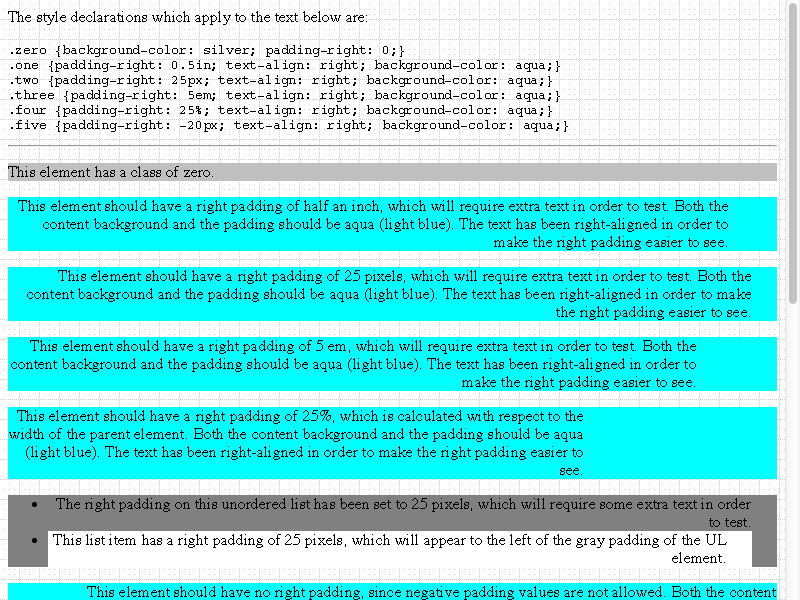 The style declarations which apply to the text below are:
.zero {background-color: silver; padding-right: 0;}
.one {padding-right: 0.5in; text-align: right; background-color: aqua;}
.two {padding-right: 25px; text-align: right; background-color: aqua;}
.three {padding-right: 5em; text-align: right; background-color: aqua;}
.four {padding-right: 25%; text-align: right; background-color: aqua;}
.five {padding-right: -20px; text-align: right; background-color: aqua;}
This element has a class of zero.
This element should have a right padding of half an inch, which will require extra text in order to test. Both the
content background and the padding should be aqua (light blue). The text has been right-aligned in order to
make the right padding easier to see.
This element should have a right padding of 25 pixels, which will require extra text in order to test. Both the
content background and the padding should be aqua (light blue). The text has been right-aligned in order to make
the right padding easier to see.
This element should have a right padding of 5 em, which will require extra text in order to test. Both the
content background and the padding should be aqua (light blue). The text has been right-aligned in order to
make the right padding easier to see.
This element should have a right padding of 25%, which is calculated with respect to the
width of the parent element. Both the content background and the padding should be aqua
(light blue). The text has been right-aligned in order to make the right padding easier to
see.
• The right padding on this unordered list has been set to 25 pixels, which will require some extra text in order
to test.
• This list item has a right padding of 25 pixels, which will appear to the left of the gray padding of the UL
element.
This element should have no right padding, since negative padding values are not allowed. Both the content